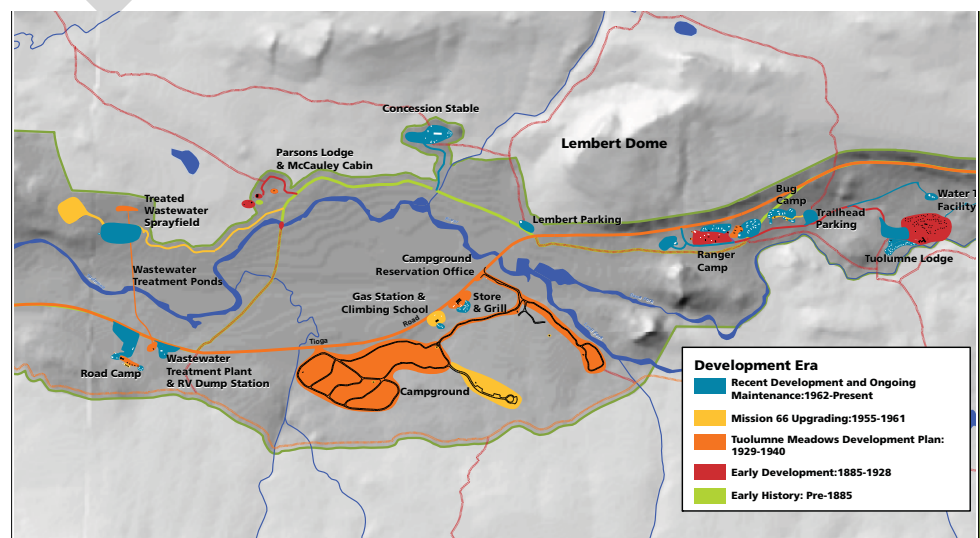 Concession Stable
Lembert Dome
Parsons Lodge
& McCauley Cabin
Treated
Wastewater
Sprayfield
Bug
Camp
Water
Facility
Lembert Parking
Trailhead
Parking
Ranger
Camp
Tuolumne Lodge
Campground
Reservation Office
Wastewater
Treatment Ponds
Gas Station &
Climbing School
Store
& Grill
Road
Tioga
Road Camp
Wastewater
Treatment Plant
& RV Dump Station
Campground
Development Era
Recent Development and Ongoing
Maintenance:1962-Present
Mission 66 Upgrading:1955-1961
Tuolumne Meadows Development Plan:
1929-1940
Early Development:1885-1928
Early History: Pre-1885